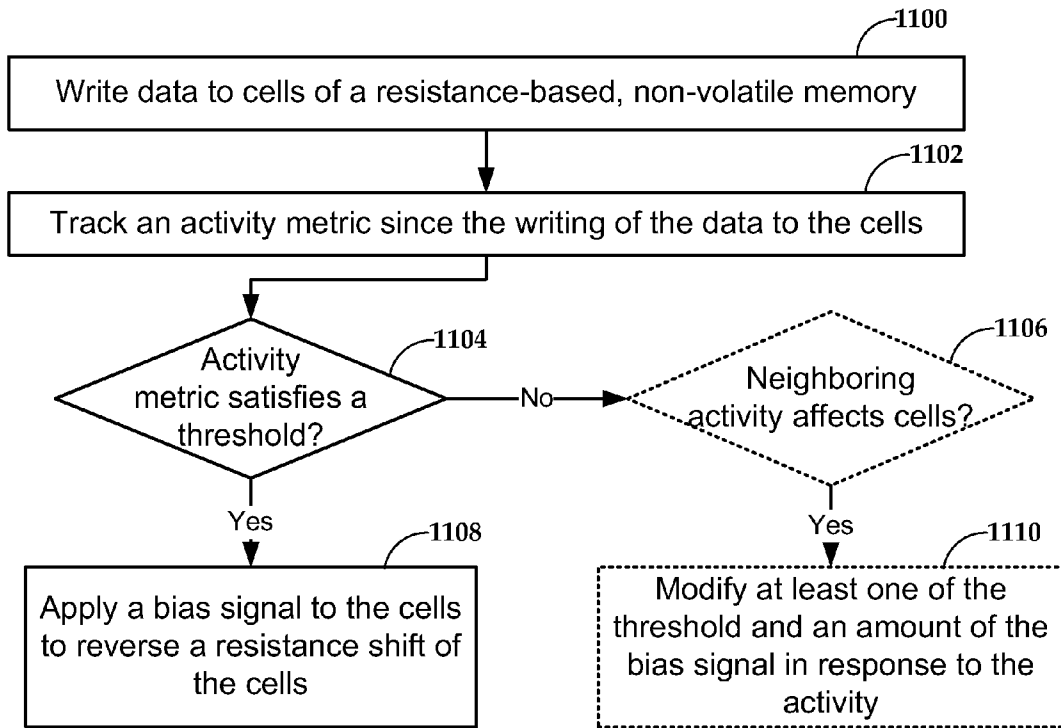 1100
Write data to cells of a resistance-based, non-volatile memory
1102
Track an activity metric since the writing of the data to the cells
1104
Activity
metric satisfies a
threshold?
No
1106
Neighboring
activity affects cells?
Yes
1108
Apply a bias signal to the cells
to reverse a resistance shift of
the cells
Yes
1110
Modify at least one of the
threshold and an amount of the
bias signal in response to the
activity